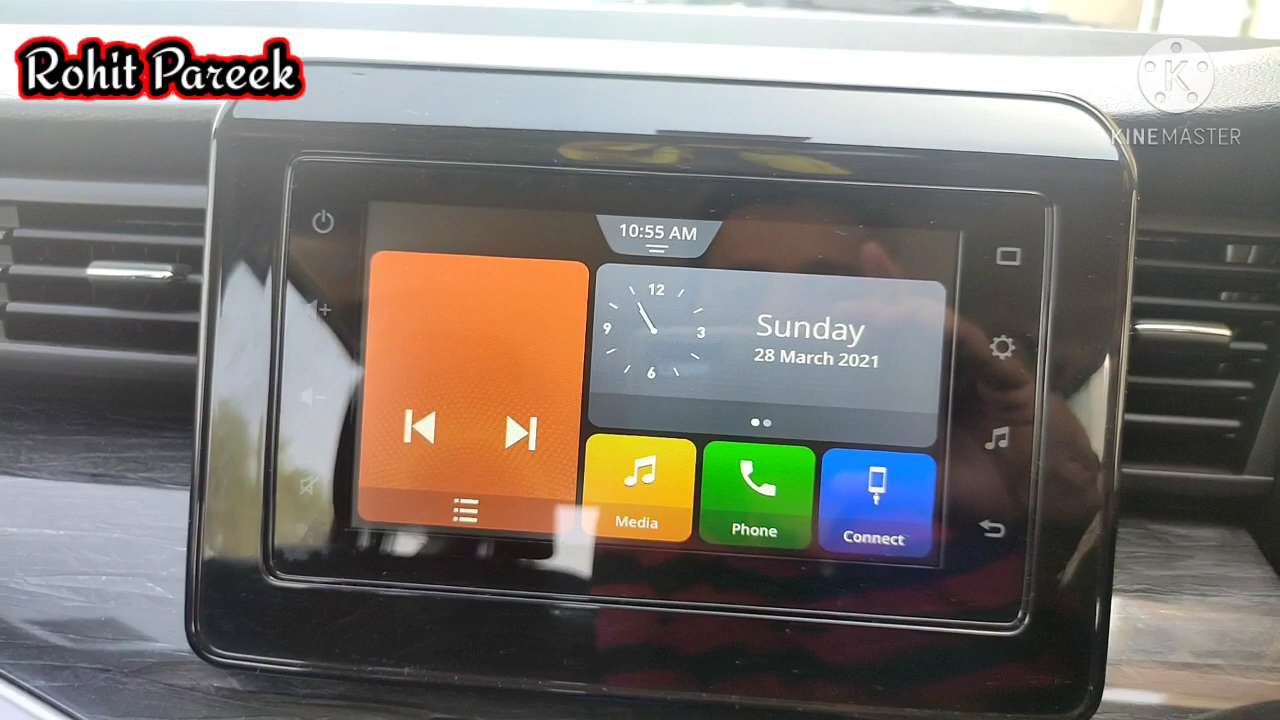 Rohit Pareek
KINEMASTER
10:55 AM
12
9
3
6
Sunday
28 March 2021
Media
Phone
Connect